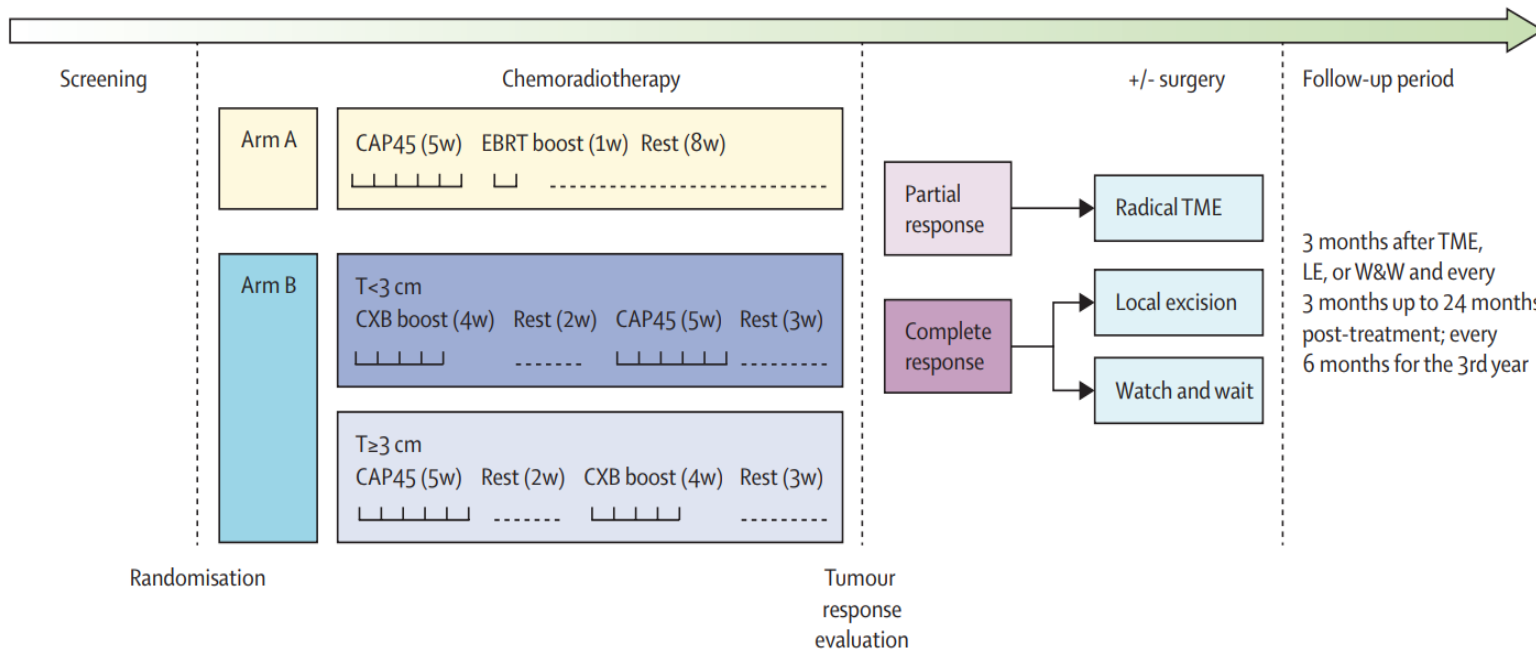 Screening
Chemoradiotherapy
+/- surgery
Follow-up period
Arm A
CAP45 (5w) EBRT boost (1w) Rest (8w)
Arm B
T<3 cm
CXB boost (4w) Rest (2w) CAP45 (5w) Rest (3w)
T≥3 cm
CAP45 (5w) Rest (2w) CXB boost (4w) Rest (3w)
Partial
response
Complete
response
Radical TME
Local excision
Watch and wait
3 months after TME,
LE, or W&W and every
3 months up to 24 months
post-treatment; every
6 months for the 3rd year
Randomisation
Tumour
response
evaluation